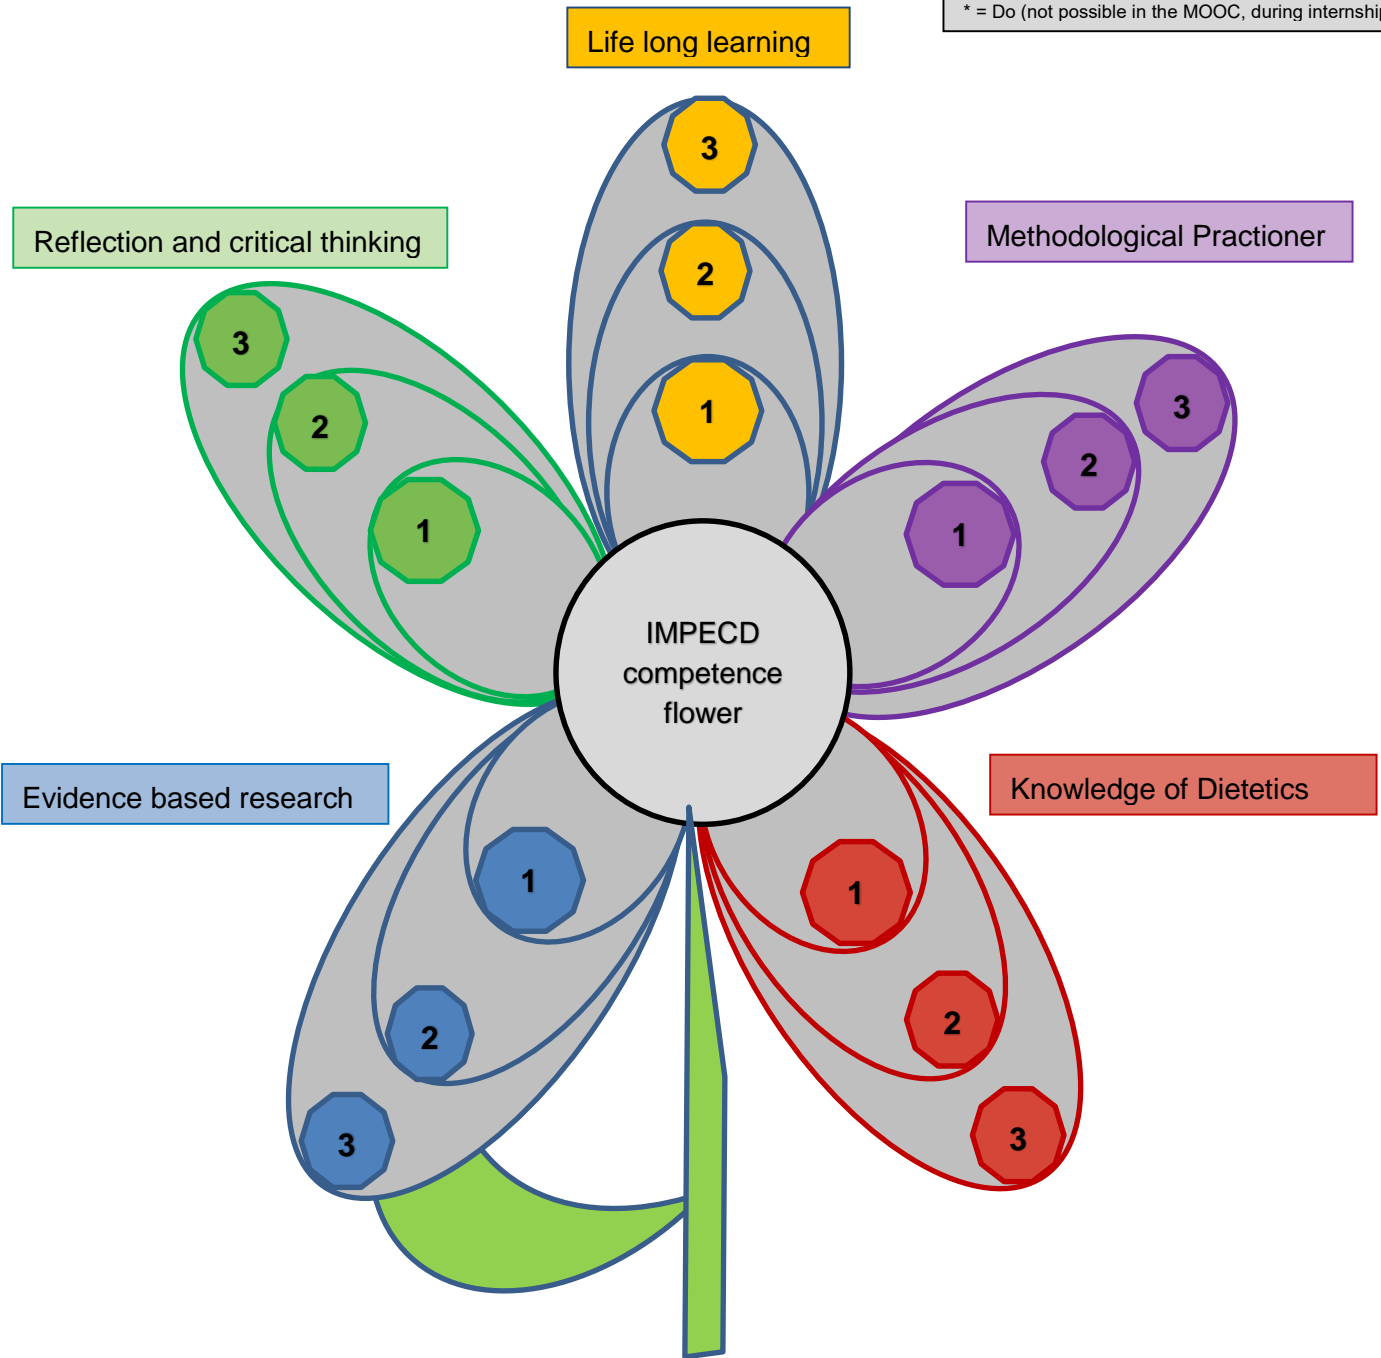 * = Do (not possible in the MOOC, during internship
Life long learning
3
2
1
Reflection and critical thinking
3
2
1
Methodological Practioner
3
2
1
IMPECD
competence
flower
Evidence based research
1
2
3
Knowledge of Dietetics
1
2
3